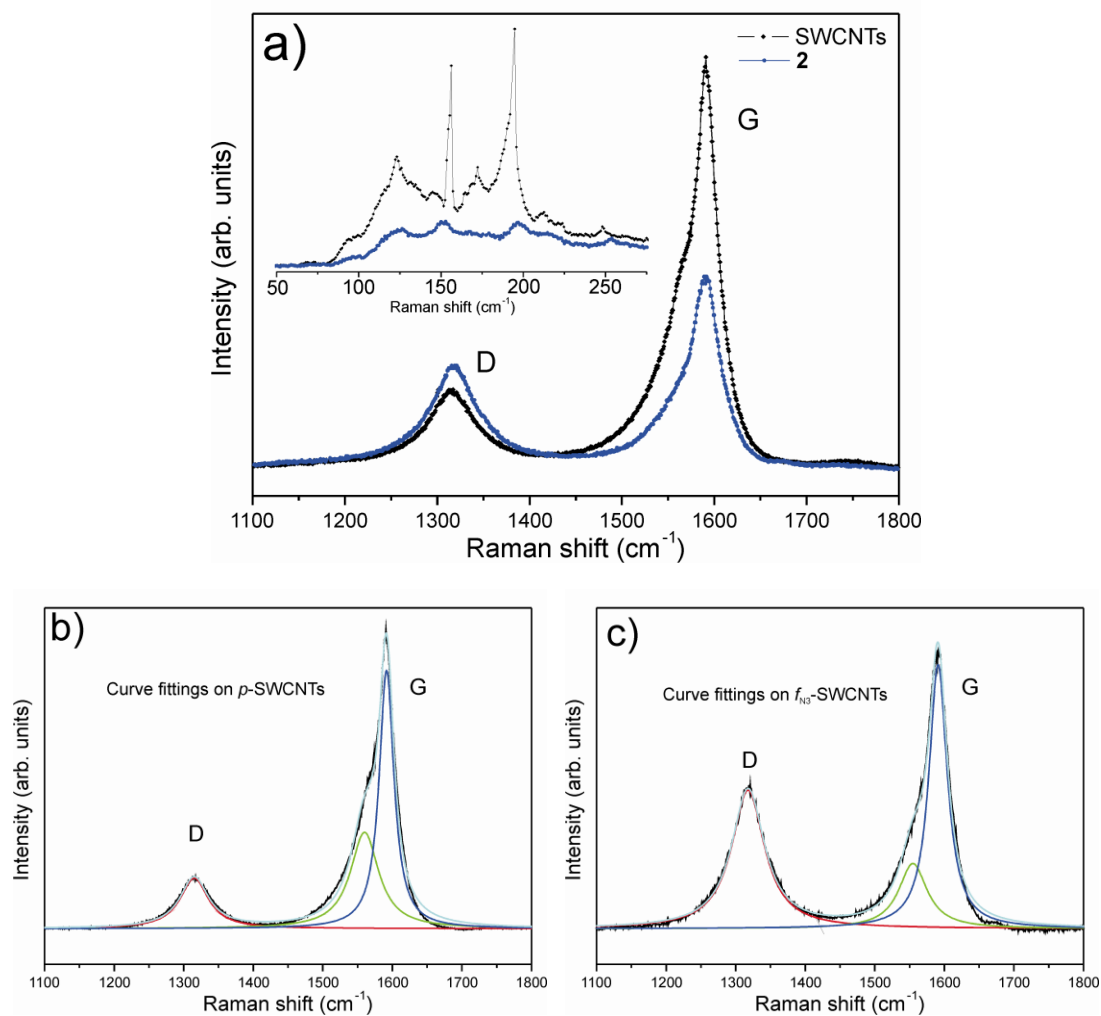 a)
SWCNTs
2
G
D
Intensity (arb. units)
50 100 150 200 250
Raman shift (cm-1)
1100 1200 1300 1400 1500 1600 1700 1800
Raman shift (cm-1)
b)
Curve fittings on p-SWCNTs
G
D
Intensity (arb. units)
1100 1200 1300 1400 1500 1600 1700 1800
Raman shift (cm-1)
c)
Curve fittings on fN3-SWCNTs
G
D
Intensity (arb. units)
1100 1200 1300 1400 1500 1600 1700 1800
Raman shift (cm-1)